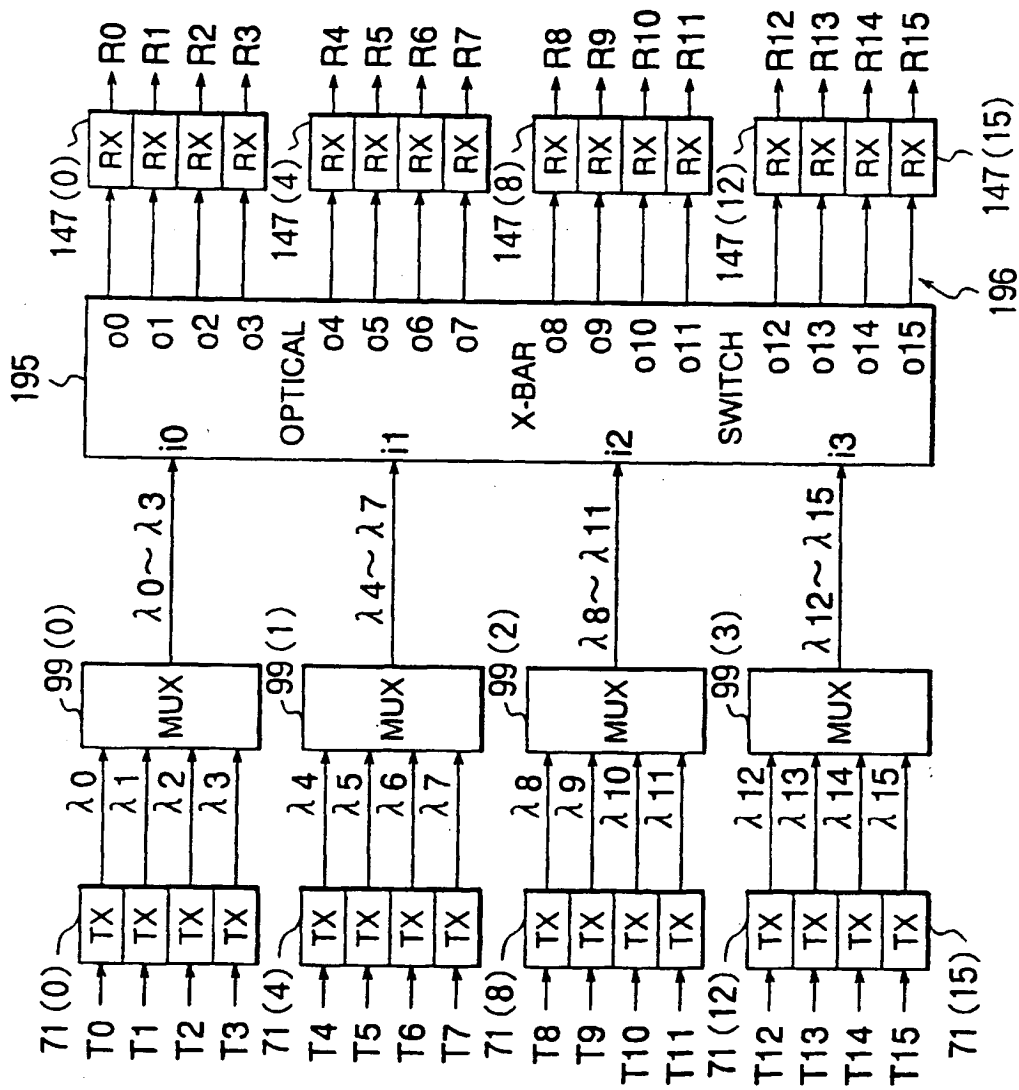 71 (0)
T0 TX λ0
T1 TX λ1
T2 TX λ2
T3 TX λ3
99 (0)
MUX
λ0~λ3
71 (4)
T4 TX λ4
T5 TX λ5
T6 TX λ6
T7 TX λ7
99 (1)
MUX
λ4~λ7
71 (8)
T8 TX λ8
T9 TX λ9
T10 TX λ10
T11 TX λ11
99 (2)
MUX
λ8~λ11
71 (12)
T12 TX λ12
T13 TX λ13
T14 TX λ14
T15 TX λ15
71 (15)
99 (3)
MUX
λ12~λ15
195
i0
i1
i2
i3
OPTICAL
X-BAR
SWITCH
147 (0)
o0 RX R0
o1 RX R1
o2 RX R2
o3 RX R3
147 (4)
o4 RX R4
o5 RX R5
o6 RX R6
o7 RX R7
147 (8)
o8 RX R8
o9 RX R9
o10 RX R10
o11 RX R11
147 (12)
o12 RX R12
o13 RX R13
o14 RX R14
o15 RX R15
147 (15)
196